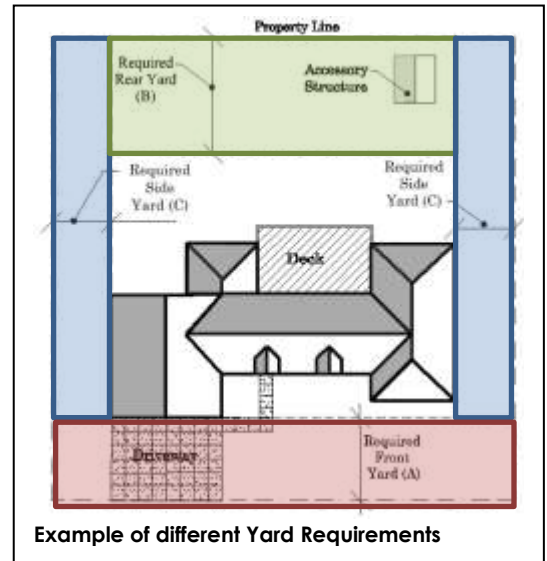 Property Line
Required
Rear Yard
(B)
Accessory
Structure
Required
Side
Yard (C)
Required
Side
Yard (C)
Deck
Driveway
Required
Front
Yard (A)
Example of different Yard Requirements